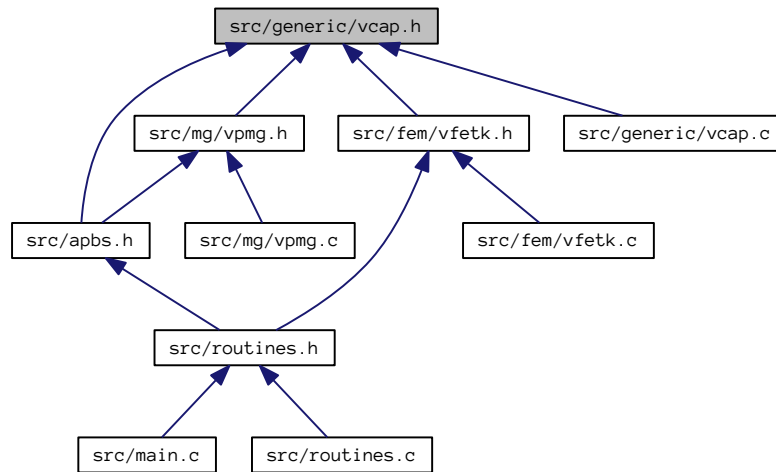 src/generic/vcap.h
src/mg/vpmg.h
src/fem/vfetk.h
src/generic/vcap.c
src/apbs.h
src/mg/vpmg.c
src/fem/vfetk.c
src/routines.h
src/main.c
src/routines.c